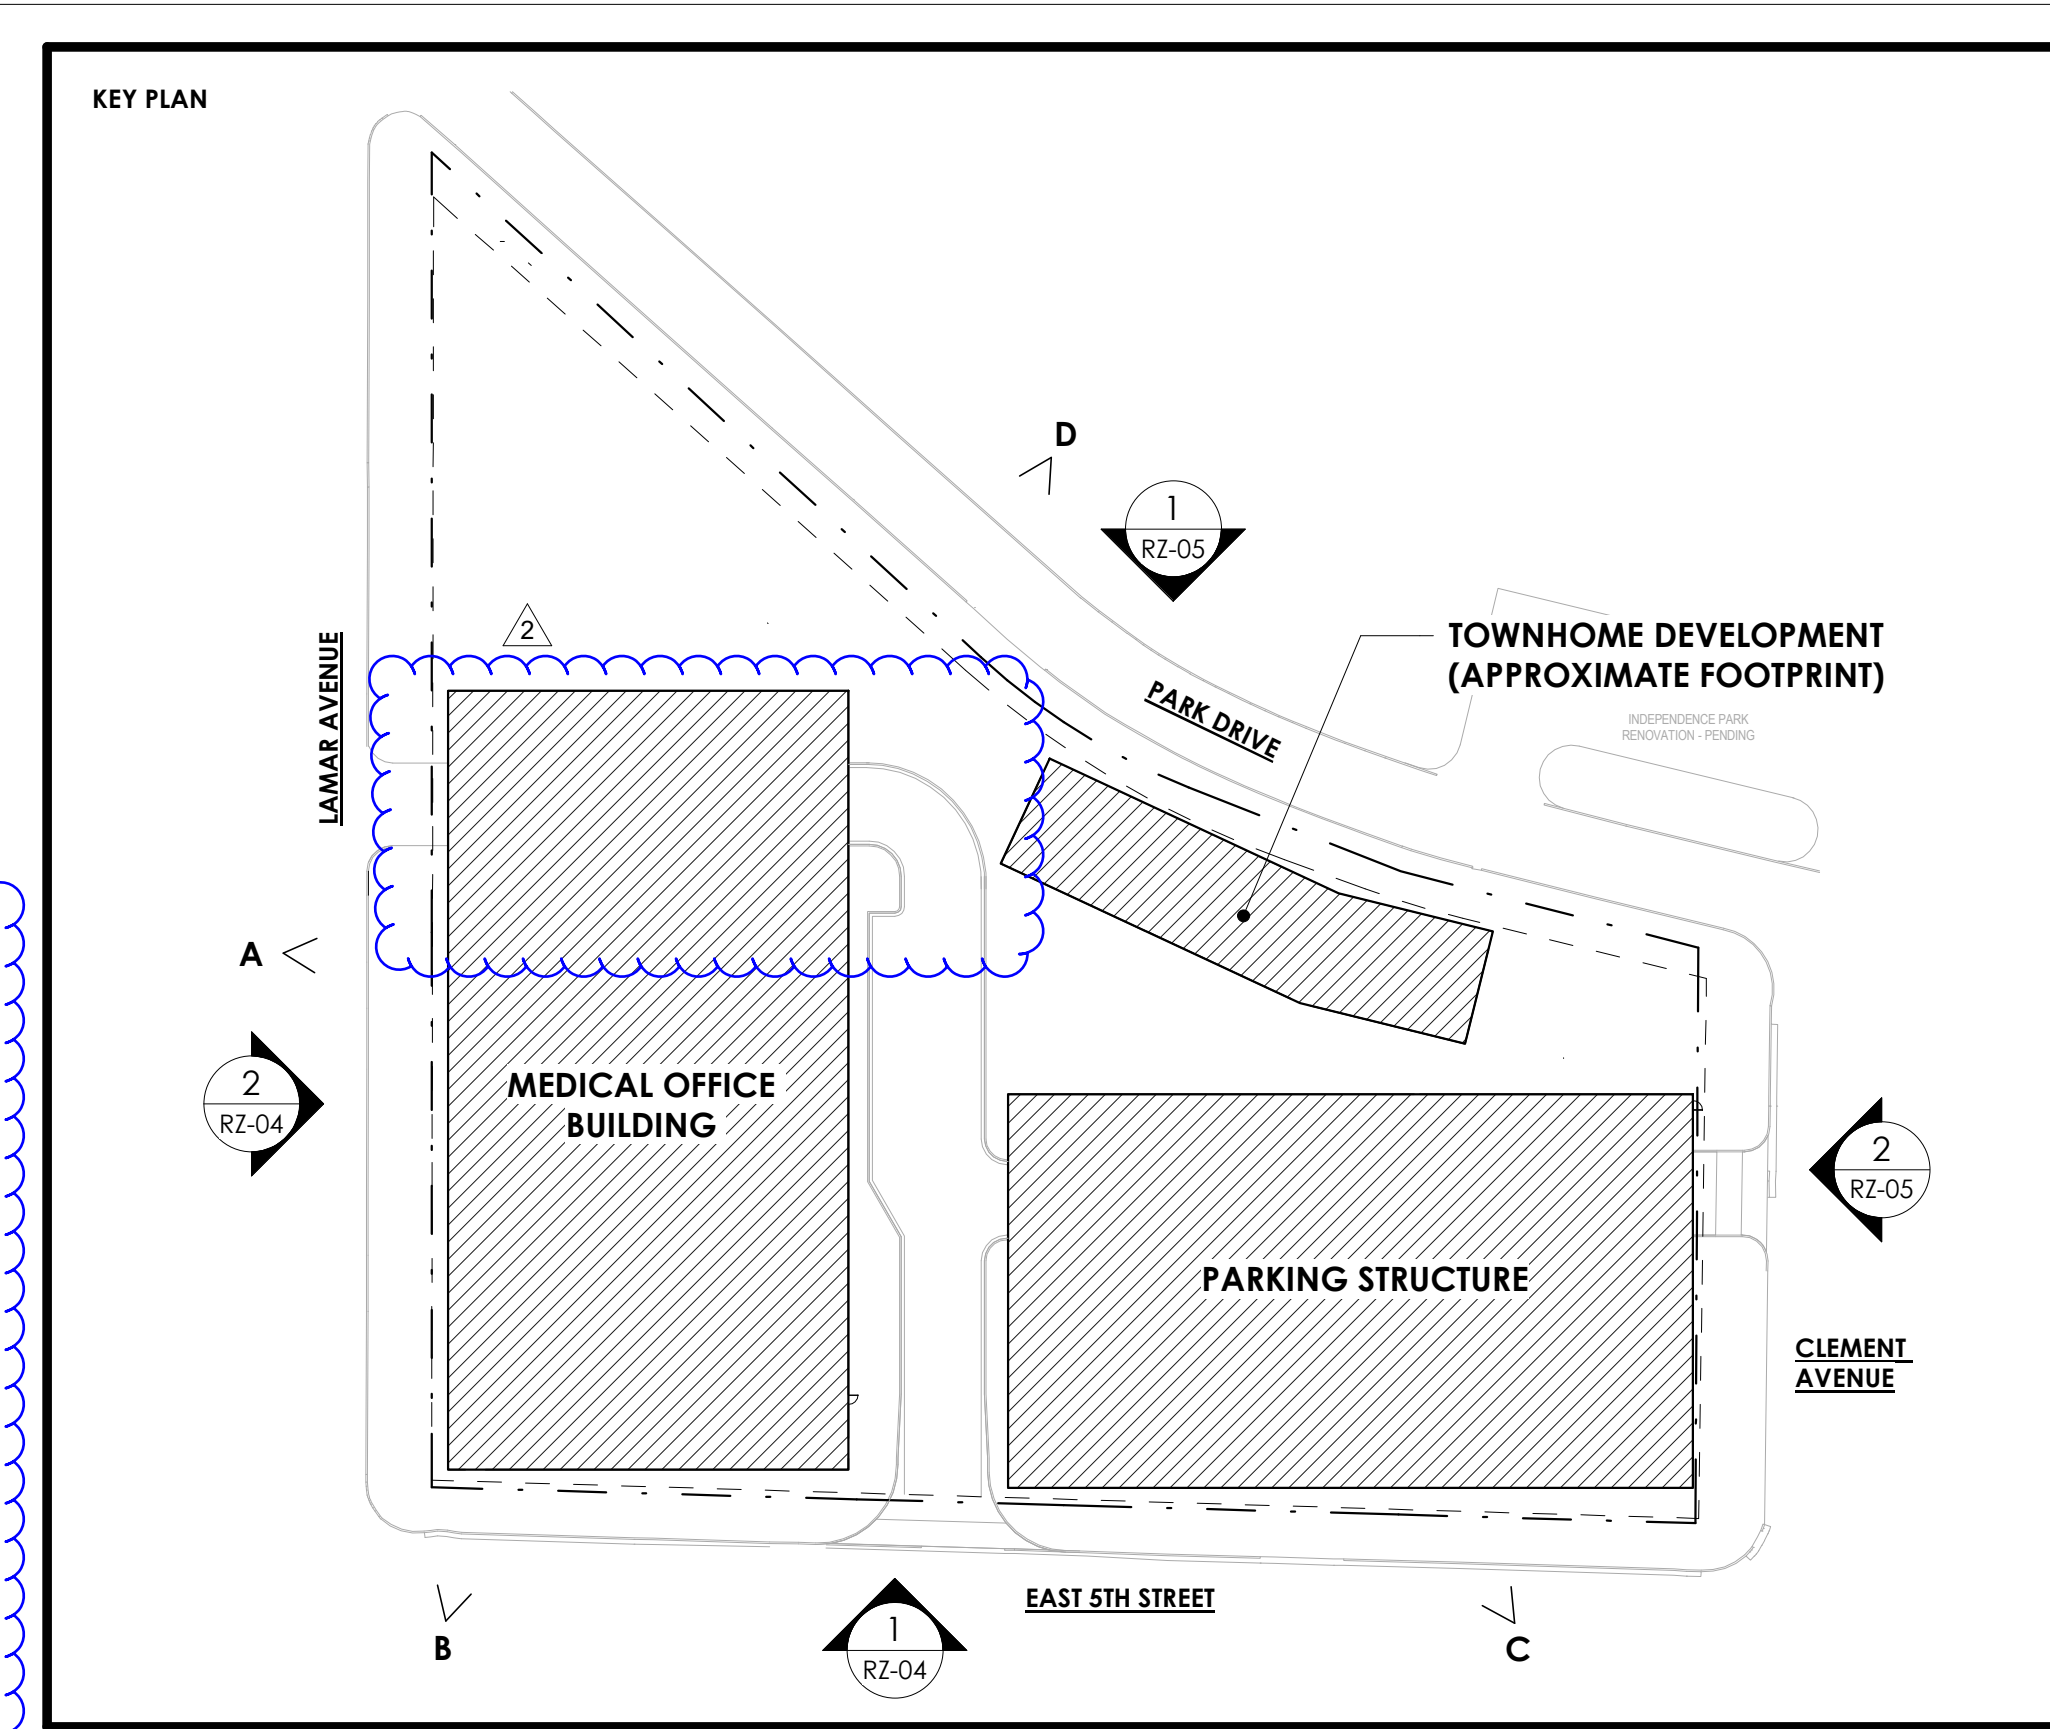 KEY PLAN
D
1
RZ-05
2
TOWNHOME DEVELOPMENT
(APPROXIMATE FOOTPRINT)
LAMAR AVENUE
PARK DRIVE
INDEPENDENCE PARK
RENOVATION - PENDING
A
2
RZ-04
MEDICAL OFFICE
BUILDING
2
RZ-05
PARKING STRUCTURE
CLEMENT
AVENUE
EAST 5TH STREET
B
1
RZ-04
C